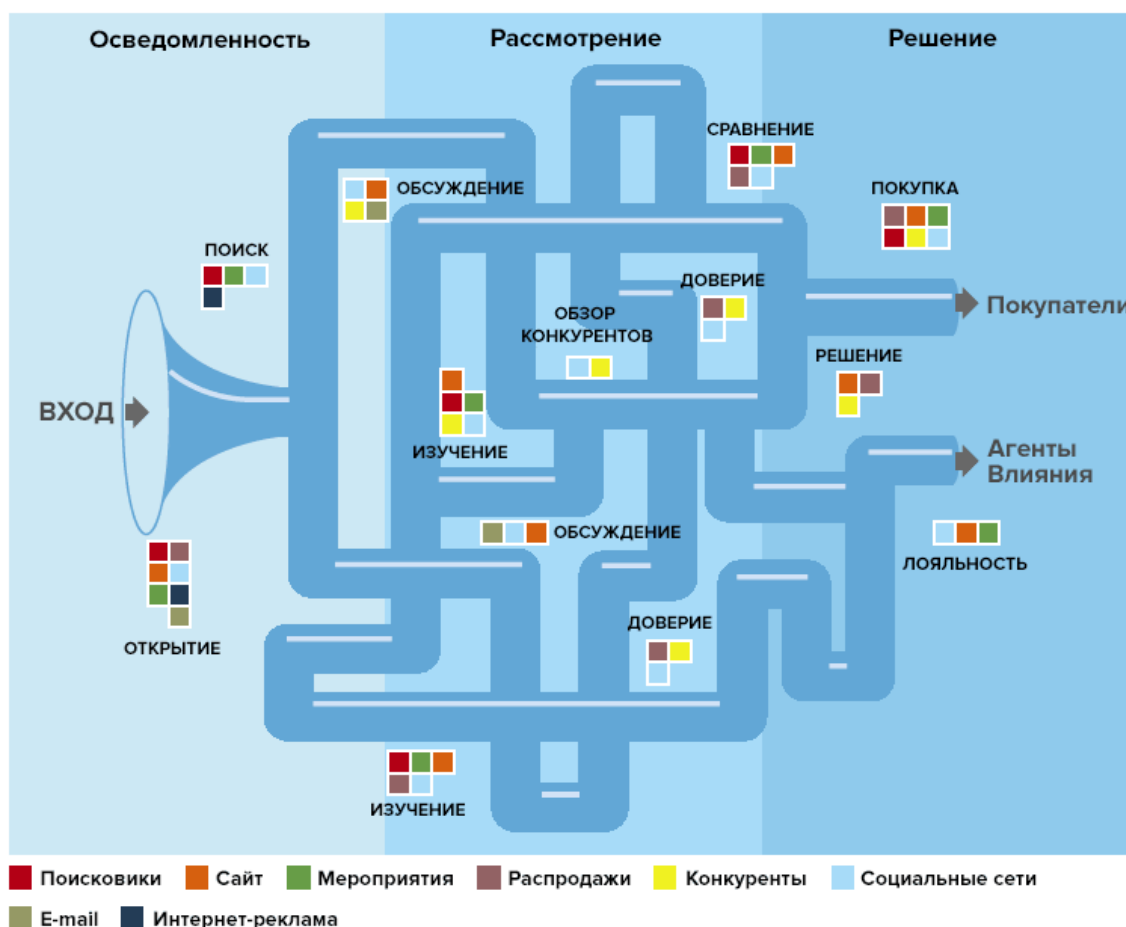 Осведомленность
Рассмотрение
Решение
СРАВНЕНИЕ
ОБСУЖДЕНИЕ
ПОКУПКА
ПОИСК
ДОВЕРИЕ
ОБЗОР
КОНКУРЕНТОВ
Покупатели
РЕШЕНИЕ
ВХОД
ИЗУЧЕНИЕ
Агенты
Влияния
ОБСУЖДЕНИЕ
ЛОЯЛЬНОСТЬ
ДОВЕРИЕ
ОТКРЫТИЕ
ИЗУЧЕНИЕ
Поисковики
Сайт
Мероприятия
Распродажи
Конкуренты
Социальные сети
E-mail
Интернет-реклама